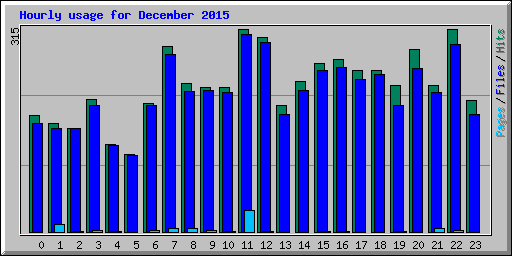 Hourly usage for December 2015
315
Pages / Files / Hits
0 1 2 3 4 5 6 7 8 9 10 11 12 13 14 15 16 17 18 19 20 21 22 23